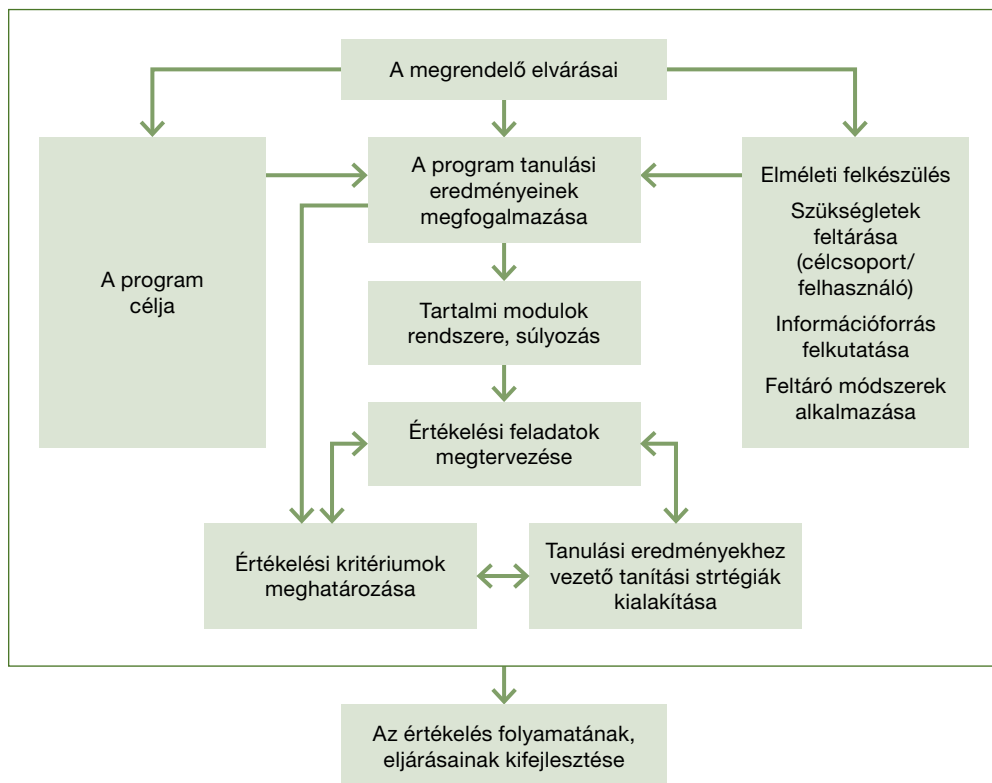 A megrendelő elvárásai
A program
célja
A program tanulási
eredményeinek
megfogalmazása
Elméleti felkészülés
Szükségletek
feltárása
(célcsoport/
felhasználó)
Információforrás
felkutatása
Feltáró módszerek
alkalmazása
Tartalmi modulok
rendszere, súlyozás
Értékelési feladatok
megtervezése
Értékelési kritériumok
meghatározása
Tanulási eredményekhez
vezető tanítási strtégiák
kialakítása
Az értékelés folyamatának,
eljárásainak kifejlesztése